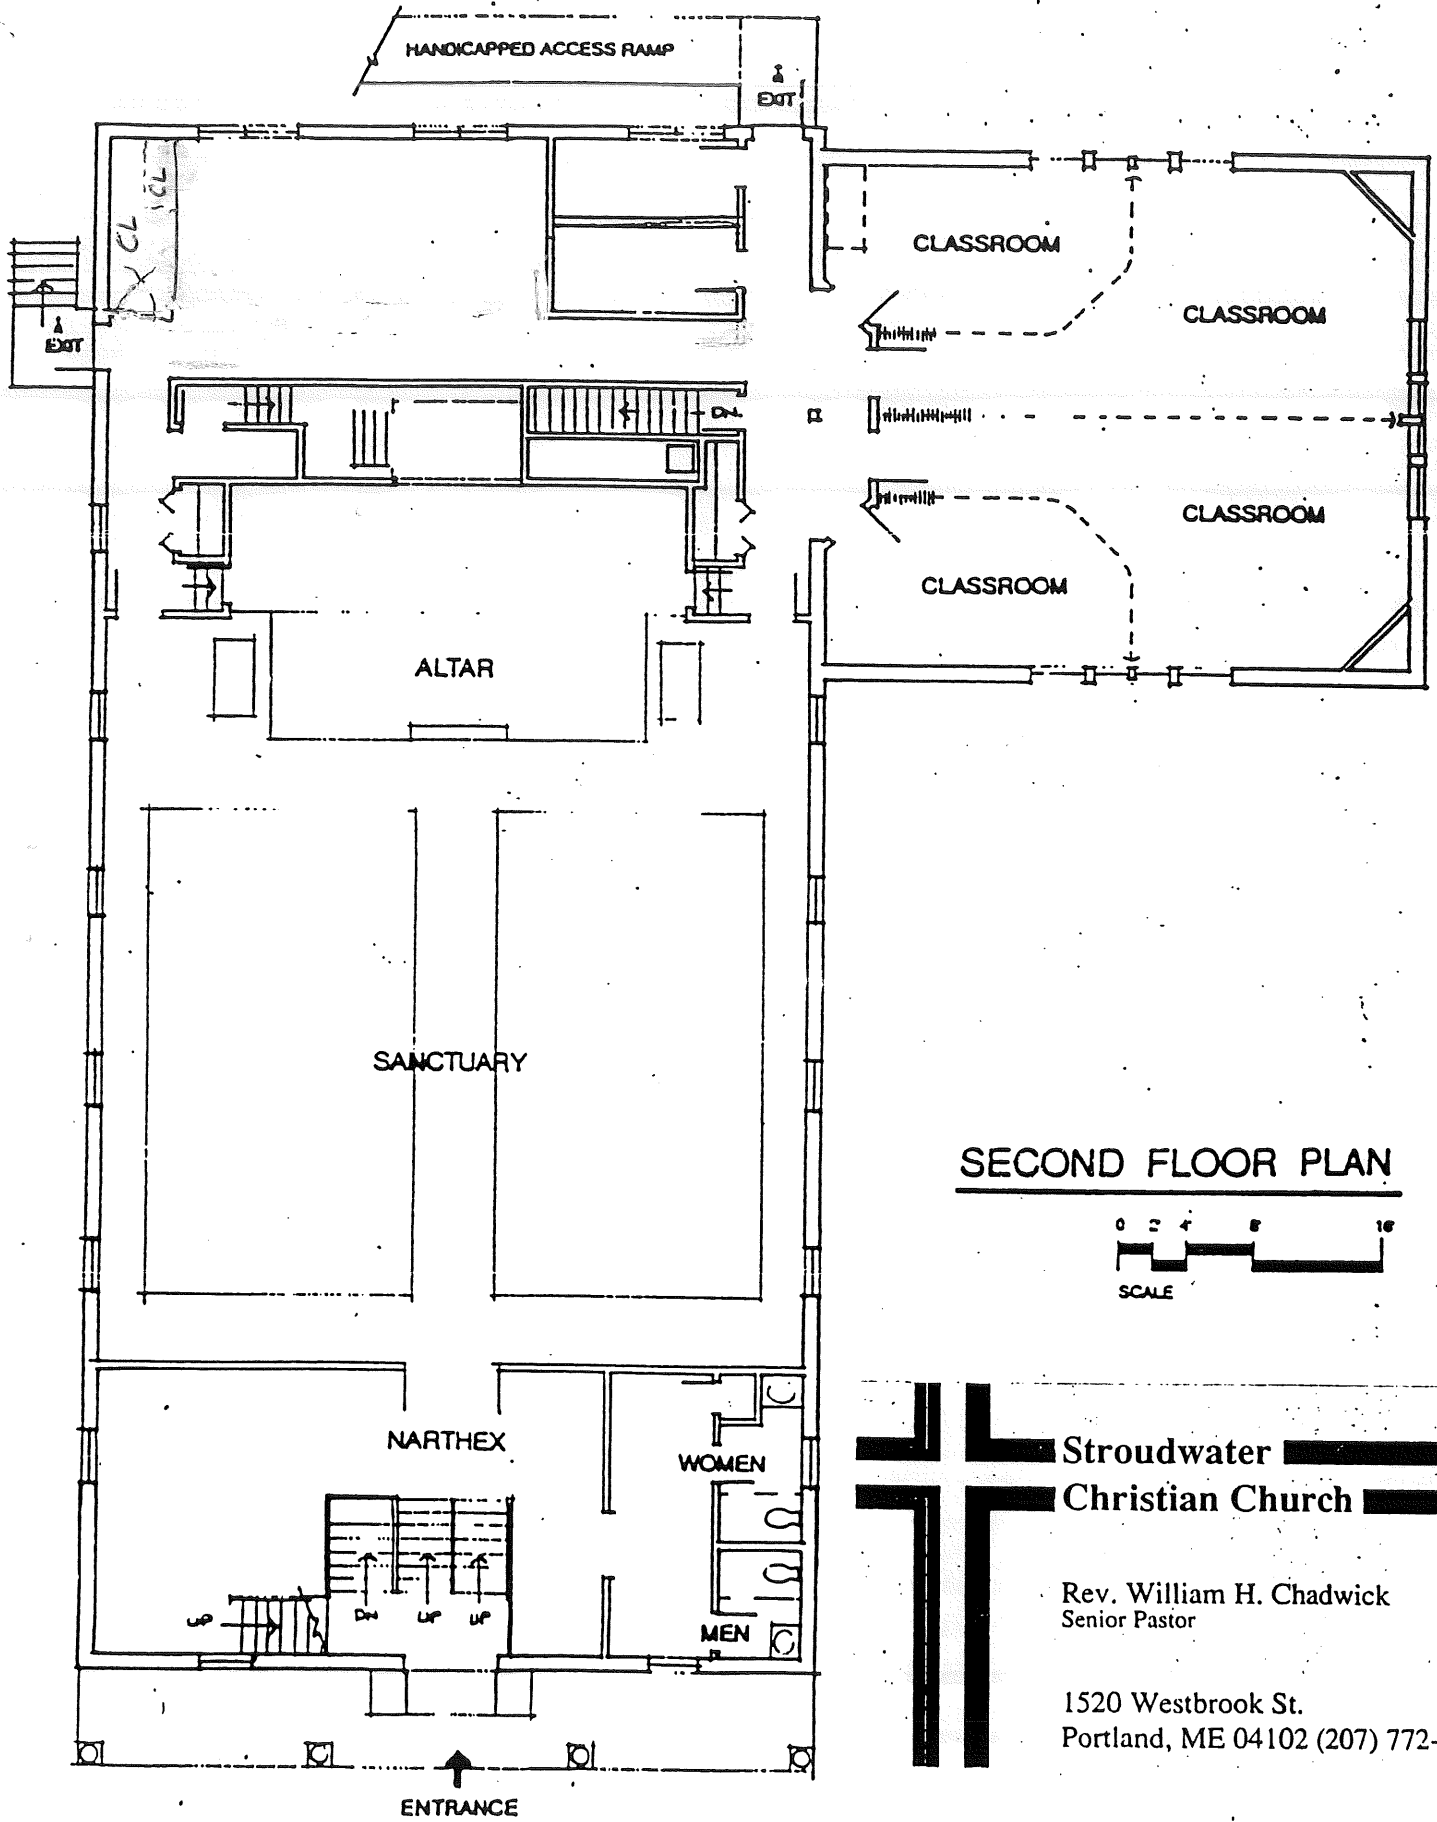 HANDICAPPED ACCESS RAMP
EXIT
CL
CL
EXIT
CLASSROOM
CLASSROOM
DN.
CLASSROOM
CLASSROOM
ALTAR
SANCTUARY
SECOND FLOOR PLAN
0 2' 4' 8' 16'
SCALE
NARTHEX
WOMEN
UP
DN
UP
UP
MEN
ENTRANCE
Stroudwater
Christian Church
Rev. William H. Chadwick
Senior Pastor
1520 Westbrook St.
Portland, ME 04102 (207) 772-